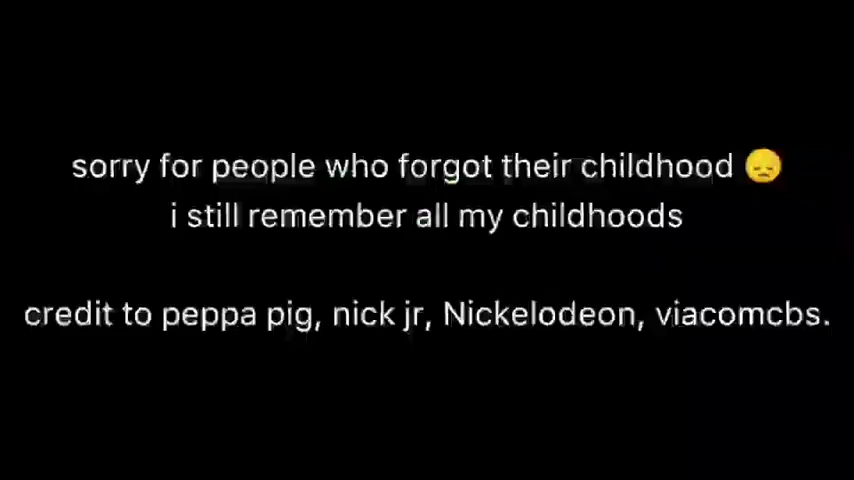 sorry for people who forgot their childhood 😞
i still remember all my childhoods
credit to peppa pig, nick jr, Nickelodeon, viacomcbs.